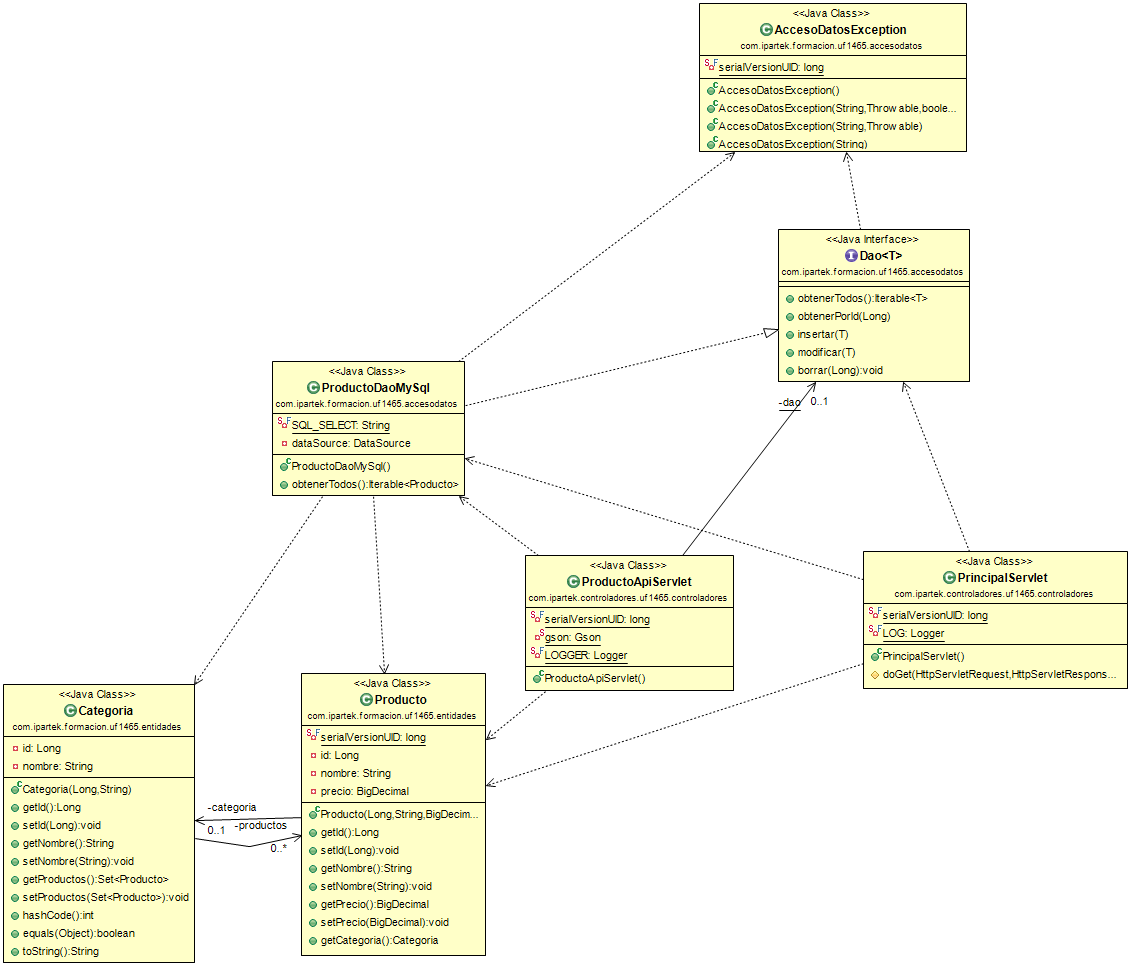 <<Java Class>>
AccesoDatosException
com.ipartek.formacion.uf1465.accesodatos
serialVersionUID: long
AccesoDatosException()
AccesoDatosException(String,Throw able,boole...
AccesoDatosException(String,Throw able)
AccesoDatosException(String)
<<Java Interface>>
Dao<T>
com.ipartek.formacion.uf1465.accesodatos
obtenerTodos():Iterable<T>
obtenerPorId(Long)
insertar(T)
modificar(T)
borrar(Long):void
-dao 0..1
<<Java Class>>
ProductoDaoMySql
com.ipartek.formacion.uf1465.accesodatos
SQL_SELECT: String
dataSource: DataSource
ProductoDaoMySql()
obtenerTodos():Iterable<Producto>
<<Java Class>>
ProductoApiServlet
com.ipartek.controladores.uf1465.controladores
serialVersionUID: long
gson: Gson
LOGGER: Logger
ProductoApiServlet()
<<Java Class>>
PrincipalServlet
com.ipartek.controladores.uf1465.controladores
serialVersionUID: long
LOG: Logger
PrincipalServlet()
doGet(HttpServletRequest,HttpServletRespons...
<<Java Class>>
Categoria
com.ipartek.formacion.uf1465.entidades
id: Long
nombre: String
Categoria(Long,String)
getId():Long
setId(Long):void
getNombre():String
setNombre(String):void
getProductos():Set<Producto>
setProductos(Set<Producto>):void
hashCode():int
equals(Object):boolean
toString():String
-categoria
0..1
-productos
0..*
<<Java Class>>
Producto
com.ipartek.formacion.uf1465.entidades
serialVersionUID: long
id: Long
nombre: String
precio: BigDecimal
Producto(Long,String,BigDecim...
getId():Long
setId(Long):void
getNombre():String
setNombre(String):void
getPrecio():BigDecimal
setPrecio(BigDecimal):void
getCategoria():Categoria